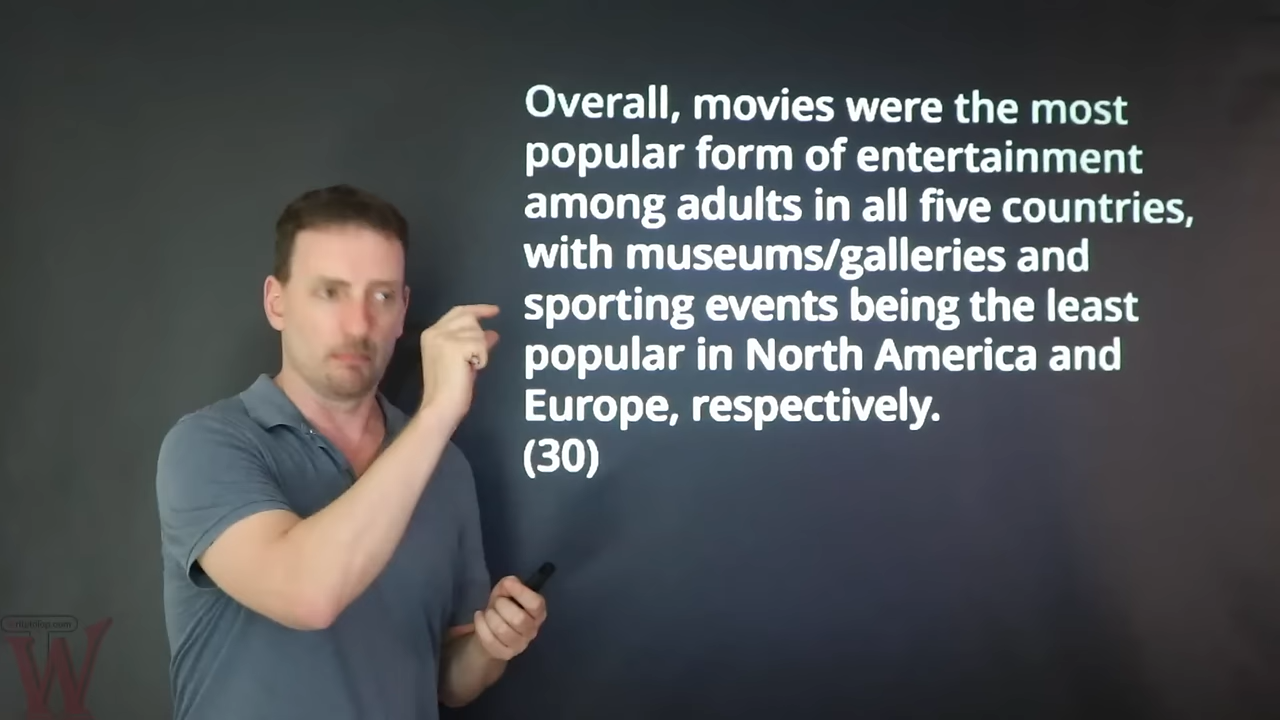 Overall, movies were the most
popular form of entertainment
among adults in all five countries,
with museums/galleries and
sporting events being the least
popular in North America and
Europe, respectively.
(30)
W